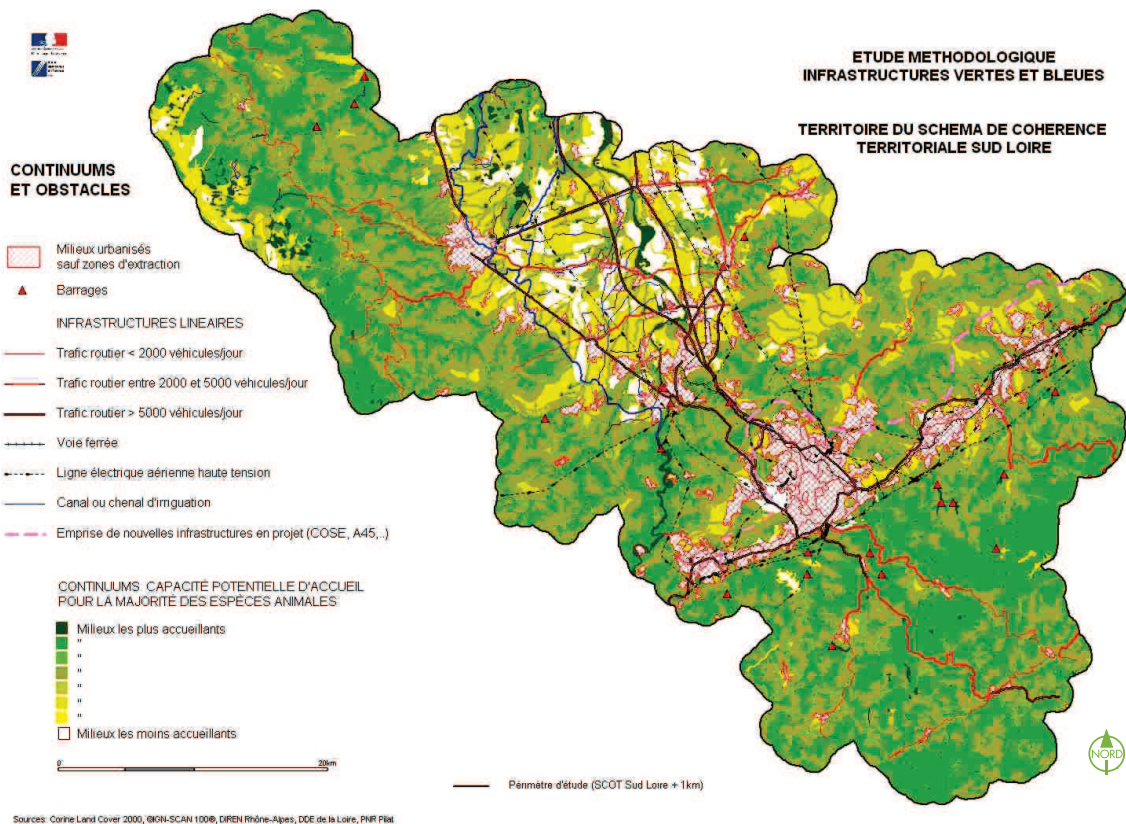 ETUDE METHODOLOGIQUE
INFRASTRUCTURES VERTES ET BLEUES
TERRITOIRE DU SCHEMA DE COHERENCE
TERRITORIALE SUD LOIRE
CONTINUUMS
ET OBSTACLES
Milieux urbanisés
sauf zones d'extraction
Barrages
INFRASTRUCTURES LINEAIRES
Trafic routier < 2000 véhicules/jour
Trafic routier entre 2000 et 5000 véhicules/jour
Trafic routier > 5000 véhicules/jour
Voie ferrée
Ligne électrique aérienne haute tension
Canal ou chenal d'irriguation
Emprise de nouvelles infrastructures en projet (COSE, A45,..)
CONTINUUMS CAPACITÉ POTENTIELLE D'ACCUEIL
POUR LA MAJORITÉ DES ESPÈCES ANIMALES
Milieux les plus accueillants
"
"
"
"
"
"
Milieux les moins accueillants
0 20km
NORD
Périmètre d'étude (SCOT Sud Loire + 1km)
Sources: Corine Land Cover 2000, ©IGN-SCAN 100®, DIREN Rhône-Alpes, DDE de la Loire, PNR Pilat